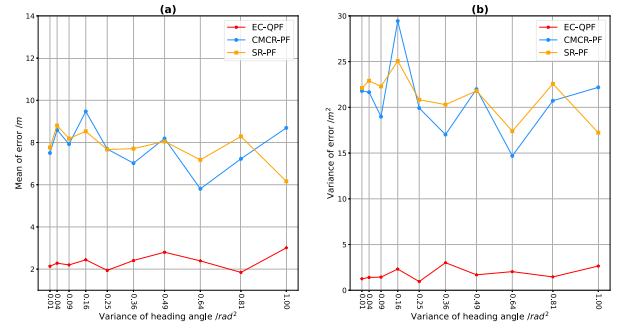 (a)
14
12
10
8
6
4
2
Mean of error /m
EC-QPF
CMCR-PF
SR-PF
0.01
0.04
0.09
0.16
0.25
0.36
0.49
0.64
0.81
1.00
Variance of heading angle /rad²
(b)
30
25
20
15
10
5
0
Variance of error /m²
EC-QPF
CMCR-PF
SR-PF
0.01
0.04
0.09
0.16
0.25
0.36
0.49
0.64
0.81
1.00
Variance of heading angle /rad²